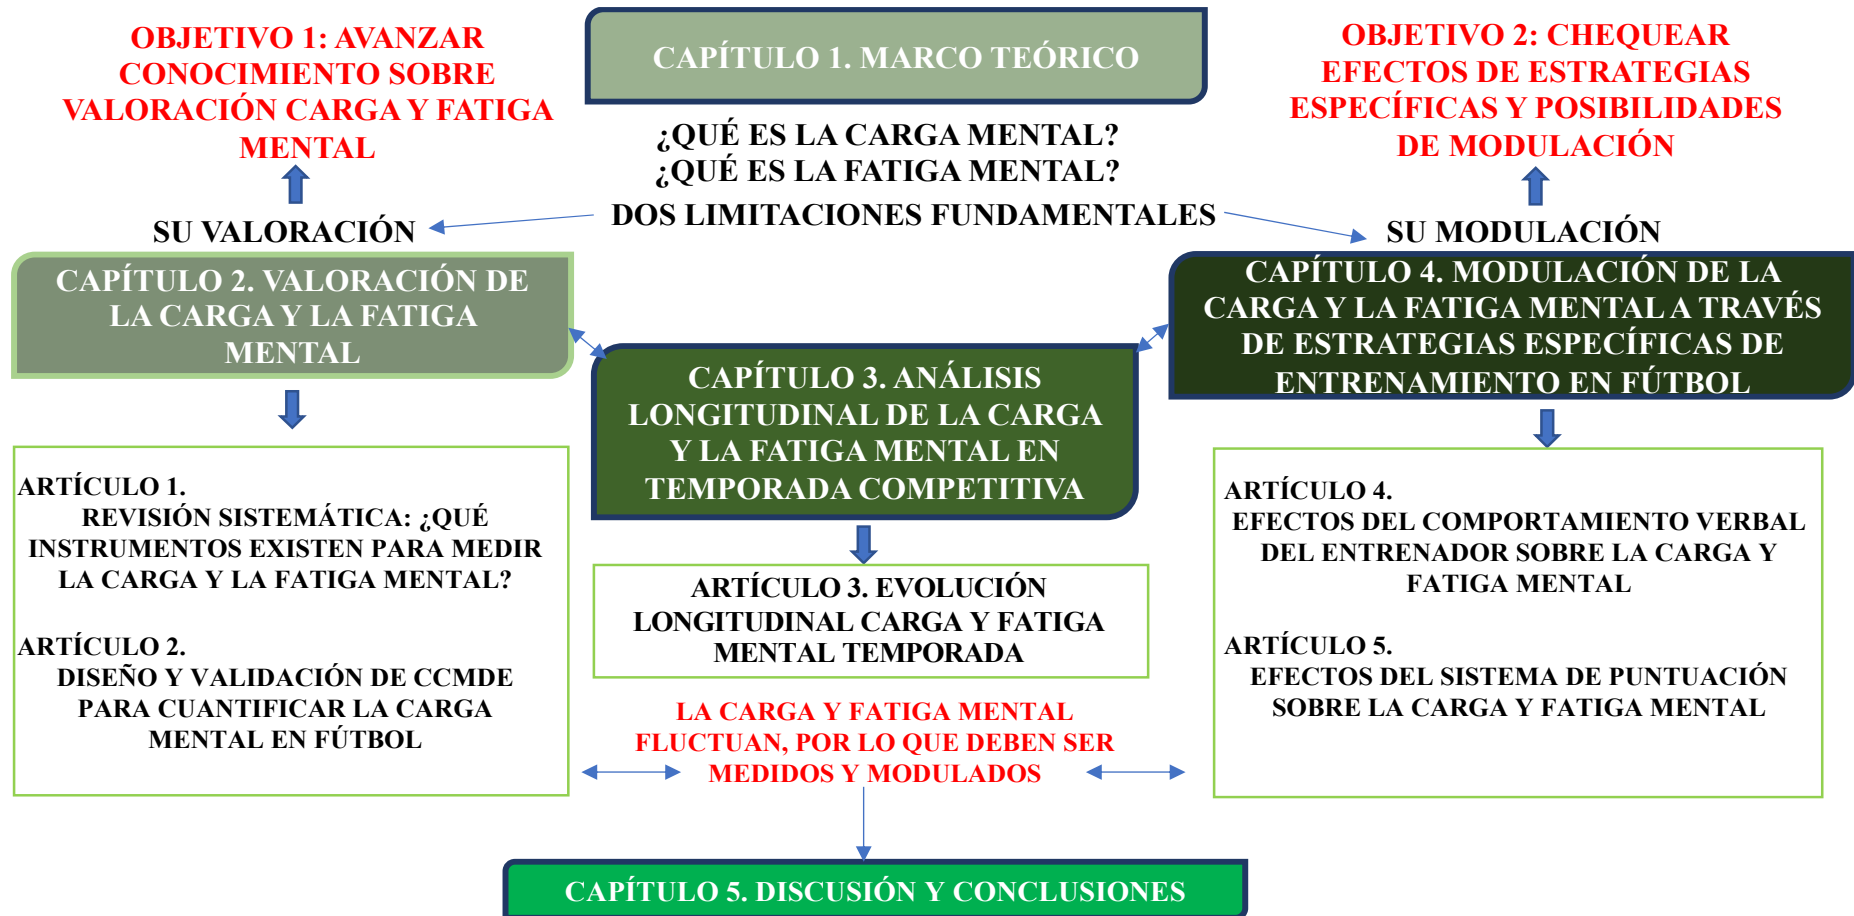 OBJETIVO 1: AVANZAR
CONOCIMIENTO SOBRE
VALORACIÓN CARGA Y FATIGA
MENTAL
CAPÍTULO 1. MARCO TEÓRICO
OBJETIVO 2: CHEQUEAR
EFECTOS DE ESTRATEGIAS
ESPECÍFICAS Y POSIBILIDADES
DE MODULACIÓN
¿QUÉ ES LA CARGA MENTAL?
¿QUÉ ES LA FATIGA MENTAL?
DOS LIMITACIONES FUNDAMENTALES
SU VALORACIÓN
SU MODULACIÓN
CAPÍTULO 2. VALORACIÓN DE
LA CARGA Y LA FATIGA
MENTAL
CAPÍTULO 4. MODULACIÓN DE LA
CARGA Y LA FATIGA MENTAL A TRAVÉS
DE ESTRATEGIAS ESPECÍFICAS DE
ENTRENAMIENTO EN FÚTBOL
CAPÍTULO 3. ANÁLISIS
LONGITUDINAL DE LA CARGA
Y LA FATIGA MENTAL EN
TEMPORADA COMPETITIVA
ARTÍCULO 1.
REVISIÓN SISTEMÁTICA: ¿QUÉ
INSTRUMENTOS EXISTEN PARA MEDIR
LA CARGA Y LA FATIGA MENTAL?
ARTÍCULO 2.
DISEÑO Y VALIDACIÓN DE CCMDE
PARA CUANTIFICAR LA CARGA
MENTAL EN FÚTBOL
ARTÍCULO 3. EVOLUCIÓN
LONGITUDINAL CARGA Y FATIGA
MENTAL TEMPORADA
ARTÍCULO 4.
EFECTOS DEL COMPORTAMIENTO VERBAL
DEL ENTRENADOR SOBRE LA CARGA Y
FATIGA MENTAL
ARTÍCULO 5.
EFECTOS DEL SISTEMA DE PUNTUACIÓN
SOBRE LA CARGA Y FATIGA MENTAL
LA CARGA Y FATIGA MENTAL
FLUCTUAN, POR LO QUE DEBEN SER
MEDIDOS Y MODULADOS
CAPÍTULO 5. DISCUSIÓN Y CONCLUSIONES